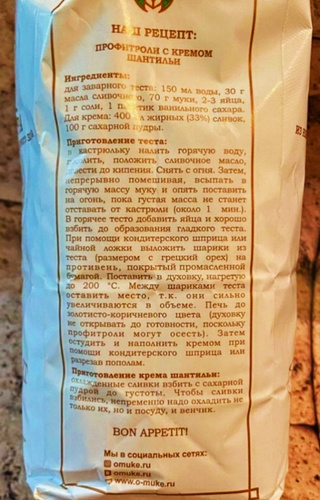 НАШ РЕЦЕПТ:
ПРОФИТРОЛИ С КРЕМОМ
ШАНТИЛЬИ
Ингредиенты:
для заварного теста: 150 мл воды, 30 г
масла сливочного, 70 г муки, 2-3 яйца,
1 г соли, 1 пакетик ванильного сахара.
Для крема: 400 мл жирных (33%) сливок,
100 г сахарной пудры.
Приготовление теста:
в кастрюльку налить горячую воду,
посолить, положить сливочное масло,
довести до кипения. Снять с огня. Затем,
непрерывно помешивая, всыпать в
горячую массу муку и опять поставить
на огонь, пока густая масса не станет
отставать от кастрюли (около 1 мин.).
В горячее тесто добавить яйца и хорошо
взбить до образования гладкого теста.
При помощи кондитерского шприца или
чайной ложки выложить шарики из
теста (размером с грецкий орех) на
противень, покрытый промасленной
бумагой. Поставить в духовку, нагретую
до 200 °С. Между шариками теста
оставить место, т.к. они сильно
увеличиваются в объеме. Печь до
золотисто-коричневого цвета (духовку
не открывать до готовности, поскольку
профитроли могут осесть). Затем
остудить и наполнить кремом при
помощи кондитерского шприца или
разрезав пополам.
Приготовление крема шантильи:
охлажденные сливки взбить с сахарной
пудрой до густоты. Чтобы сливки
взбились, непременно надо охладить не
только их, но и посуду, и венчик.
BON APPETIT!
Мы в социальных сетях:
omuke.ru
omuke.ru
www.o-muke.ru